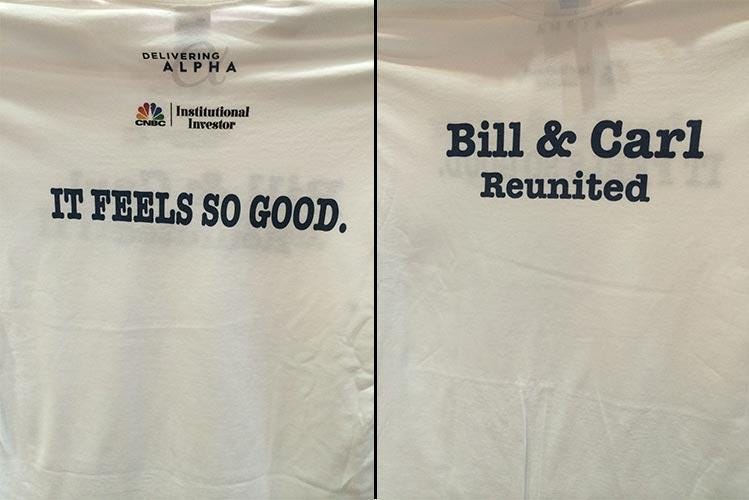 DELIVERING
ALPHA
CNBC
Institutional
Investor
IT FEELS SO GOOD.
Bill & Carl
Reunited